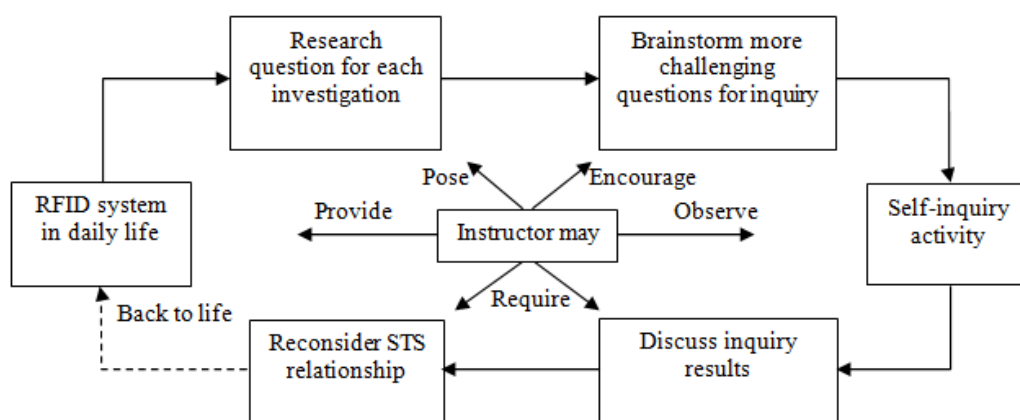 Research
question for each
investigation
Brainstorm more
challenging
questions for inquiry
Pose
Encourage
RFID system
in daily life
Provide
Instructor may
Observe
Self-inquiry
activity
Require
Back to life
Reconsider STS
relationship
Discuss inquiry
results